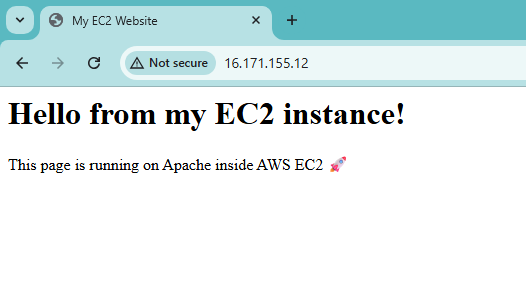 My EC2 Website
Not secure 16.171.155.12
Hello from my EC2 instance!
This page is running on Apache inside AWS EC2 🚀